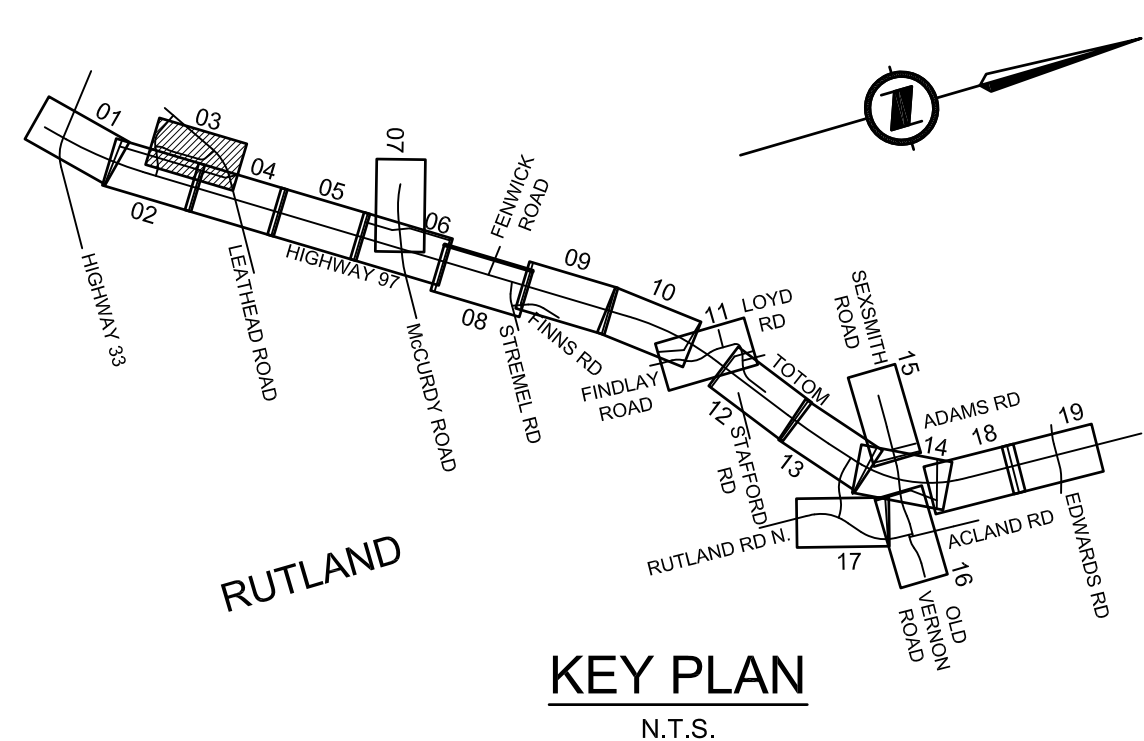 01
03
02
04
05
07
06
HIGHWAY 33
LEATHEAD ROAD
HIGHWAY 97
McCURDY ROAD
FENWICK
ROAD
08
STREMEL RD
FINNS RD
09
10
11
LOYD
RD
FINDLAY
ROAD
TOTOM
12
STAFFORD
RD
13
SEXSMITH
ROAD
15
ADAMS RD
14
18
19
RUTLAND RD N.
17
ACLAND RD
16
OLD
VERNON
ROAD
EDWARDS RD
RUTLAND
KEY PLAN
N.T.S.